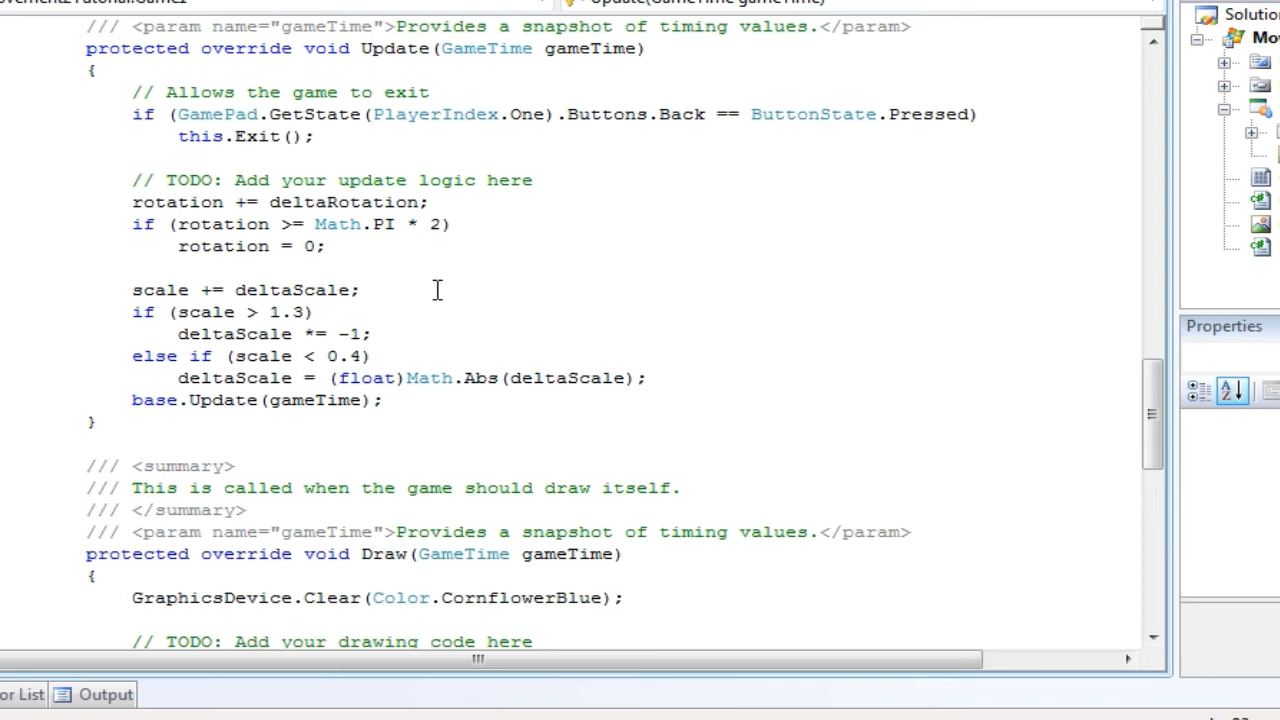 Update(GameTime gameTime)
/// <param name="gameTime">Provides a snapshot of timing values.</param>
protected override void Update(GameTime gameTime)
{
// Allows the game to exit
if (GamePad.GetState(PlayerIndex.One).Buttons.Back == ButtonState.Pressed)
this.Exit();
// TODO: Add your update logic here
rotation += deltaRotation;
if (rotation >= Math.PI * 2)
rotation = 0;
scale += deltaScale;
if (scale > 1.3)
deltaScale *= -1;
else if (scale < 0.4)
deltaScale = (float)Math.Abs(deltaScale);
base.Update(gameTime);
}
/// <summary>
/// This is called when the game should draw itself.
/// </summary>
/// <param name="gameTime">Provides a snapshot of timing values.</param>
protected override void Draw(GameTime gameTime)
{
GraphicsDevice.Clear(Color.CornflowerBlue);
// TODO: Add your drawing code here
or List
Output
Solutio
Mov
Properties